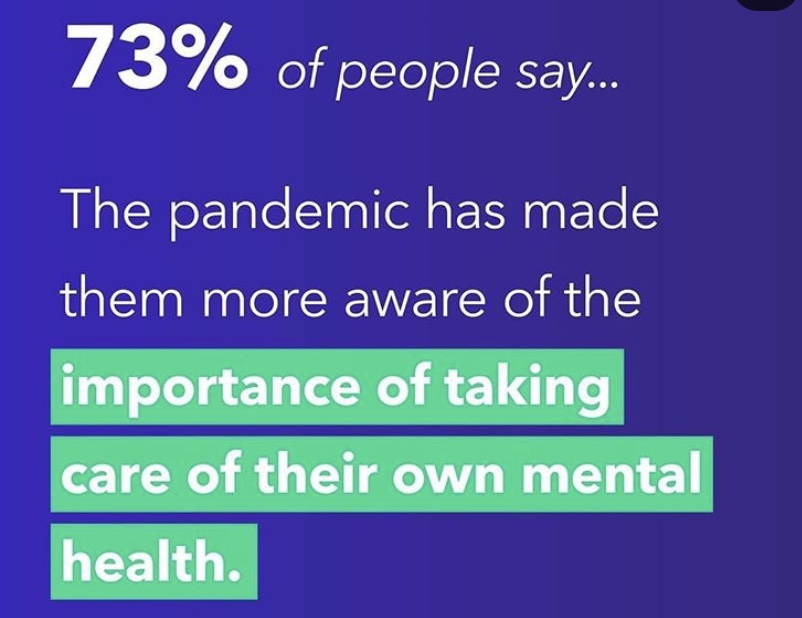 73% of people say...
The pandemic has made
them more aware of the
importance of taking
care of their own mental
health.